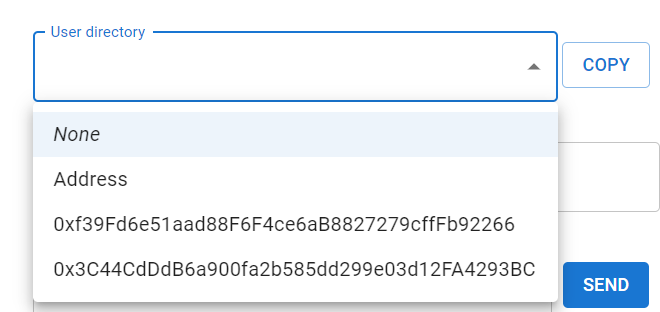 User directory
COPY
None
Address
0xf39Fd6e51aad88F6F4ce6aB8827279cffFb92266
0x3C44CdDdB6a900fa2b585dd299e03d12FA4293BC
SEND